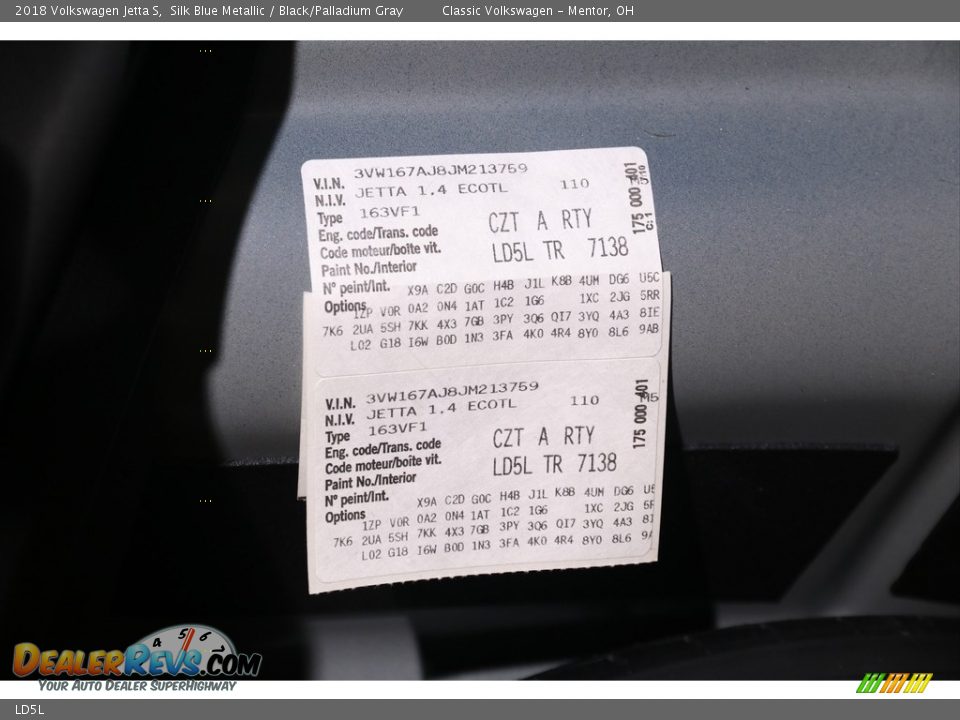 2018 Volkswagen Jetta S, Silk Blue Metallic / Black/Palladium Gray Classic Volkswagen - Mentor, OH
V.I.N. 3VW167AJ8JM213759
N.I.V. JETTA 1.4 ECOTL 110
Type 163VF1
Eng. code/Trans. code CZT A RTY
Code moteur/boîte vit.
Paint No./Interior LD5L TR 7138
N° peint/Int.
X9A C2D G0C H4B J1L K8B 4UM DG6 U5C
Options 1ZP V0R 0A2 0N4 1AT 1C2 1G6 1XC 2JG 5RR
7K6 2UA 5SH 7KK 4X3 7GB 3PY 3Q6 QI7 3YQ 4A3 8IE
L02 G18 I6W B0D 1N3 3FA 4K0 4R4 8Y0 8L6 9AB
175 000 401
V.I.N. 3VW167AJ8JM213759
N.I.V. JETTA 1.4 ECOTL 110
Type 163VF1
Eng. code/Trans. code CZT A RTY
Code moteur/boîte vit.
Paint No./Interior LD5L TR 7138
N° peint/Int.
X9A C2D G0C H4B J1L K8B 4UM DG6
Options 1ZP V0R 0A2 0N4 1AT 1C2 1G6 1XC 2JG
7K6 2UA 5SH 7KK 4X3 7GB 3PY 3Q6 QI7 3YQ 4A3
L02 G18 I6W B0D 1N3 3FA 4K0 4R4 8Y0 8L6
175 000 401
4 5 6
DealerRevs.com
Your Auto Dealer SuperHighway
LD5L